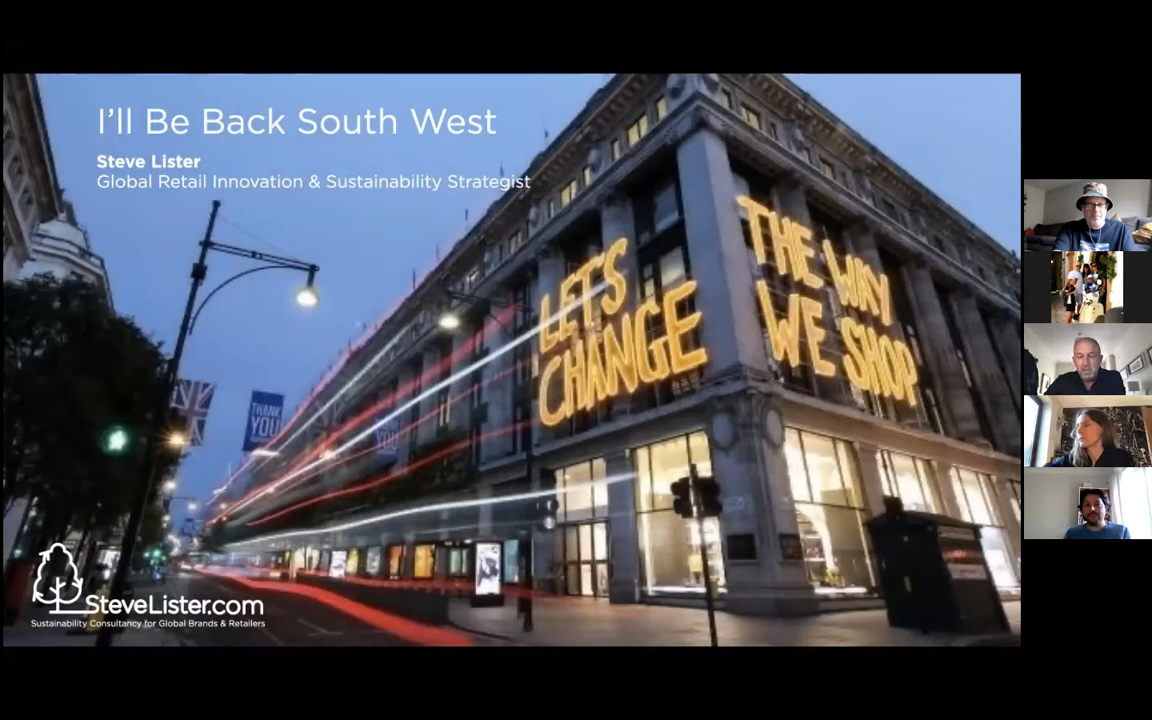 I'll Be Back South West
Steve Lister
Global Retail Innovation & Sustainability Strategist
LET'S
CHANGE
THE WAY
WE SHOP
THANK
YOU
SteveLister.com
Sustainability Consultancy for Global Brands & Retailers